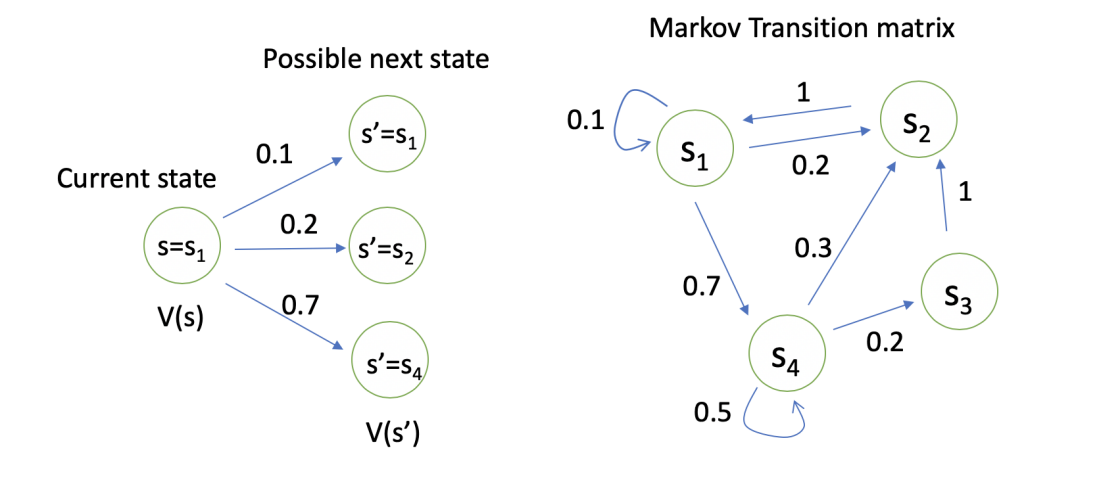 Possible next state
Current state
0.1
0.2
0.7
s=s₁
V(s)
s'=s₁
s'=s₂
s'=s₄
V(s')
Markov Transition matrix
0.1
s₁
1
0.2
s₂
0.7
0.3
1
s₃
0.2
s₄
0.5